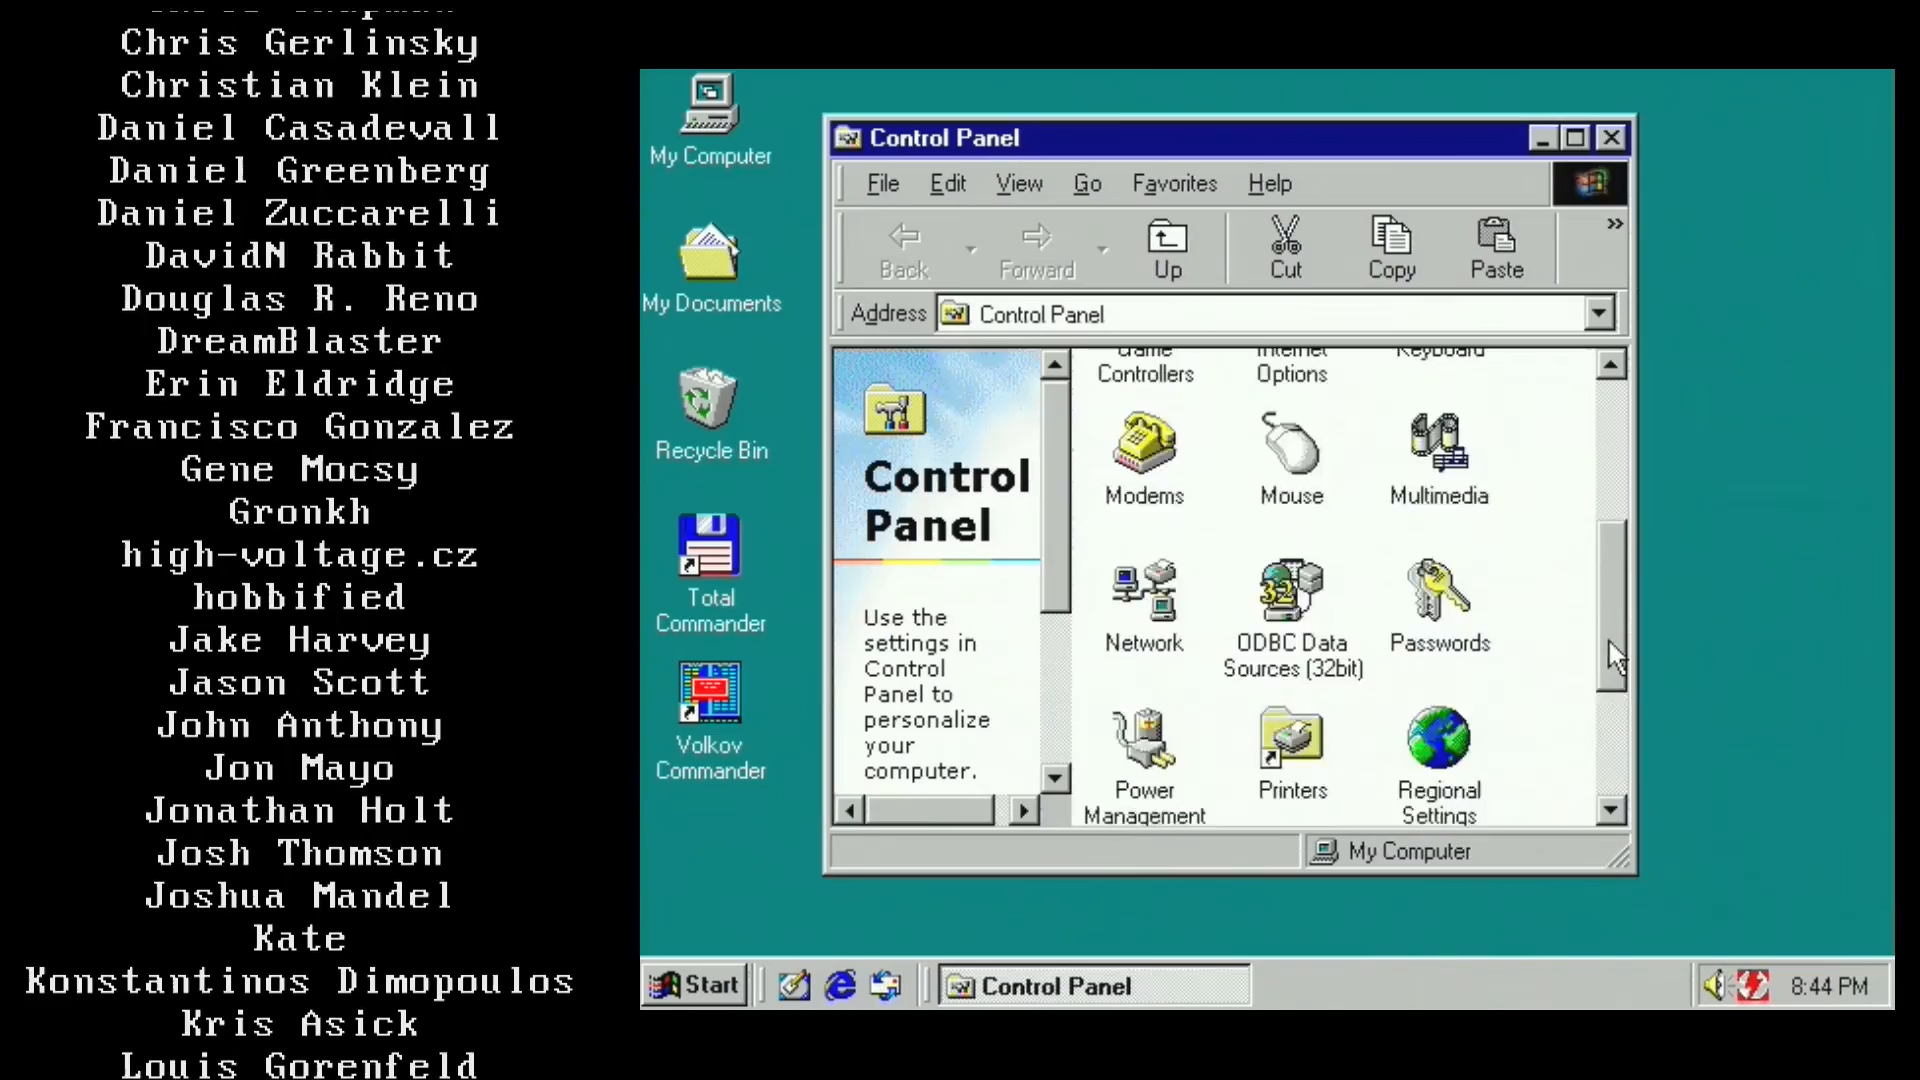 Chris Gerlinsky
Christian Klein
Daniel Casadevall
Daniel Greenberg
Daniel Zuccarelli
DavidN Rabbit
Douglas R. Reno
DreamBlaster
Erin Eldridge
Francisco Gonzalez
Gene Mocsy
Gronkh
high-voltage.cz
hobbified
Jake Harvey
Jason Scott
John Anthony
Jon Mayo
Jonathan Holt
Josh Thomson
Joshua Mandel
Kate
Konstantinos Dimopoulos
Kris Asick
Louis Gorenfeld
My Computer
My Documents
Recycle Bin
Total
Commander
Volkov
Commander
Control Panel
File Edit View Go Favorites Help
Back Forward Up Cut Copy Paste
Address Control Panel
Control
Panel
Use the
settings in
Control
Panel to
personalize
your
computer.
Game
Controllers
Internet
Options
Keyboard
Modems
Mouse
Multimedia
Network
ODBC Data
Sources (32bit)
32
Passwords
Power
Management
Printers
Regional
Settings
My Computer
Start
Control Panel
8:44 PM